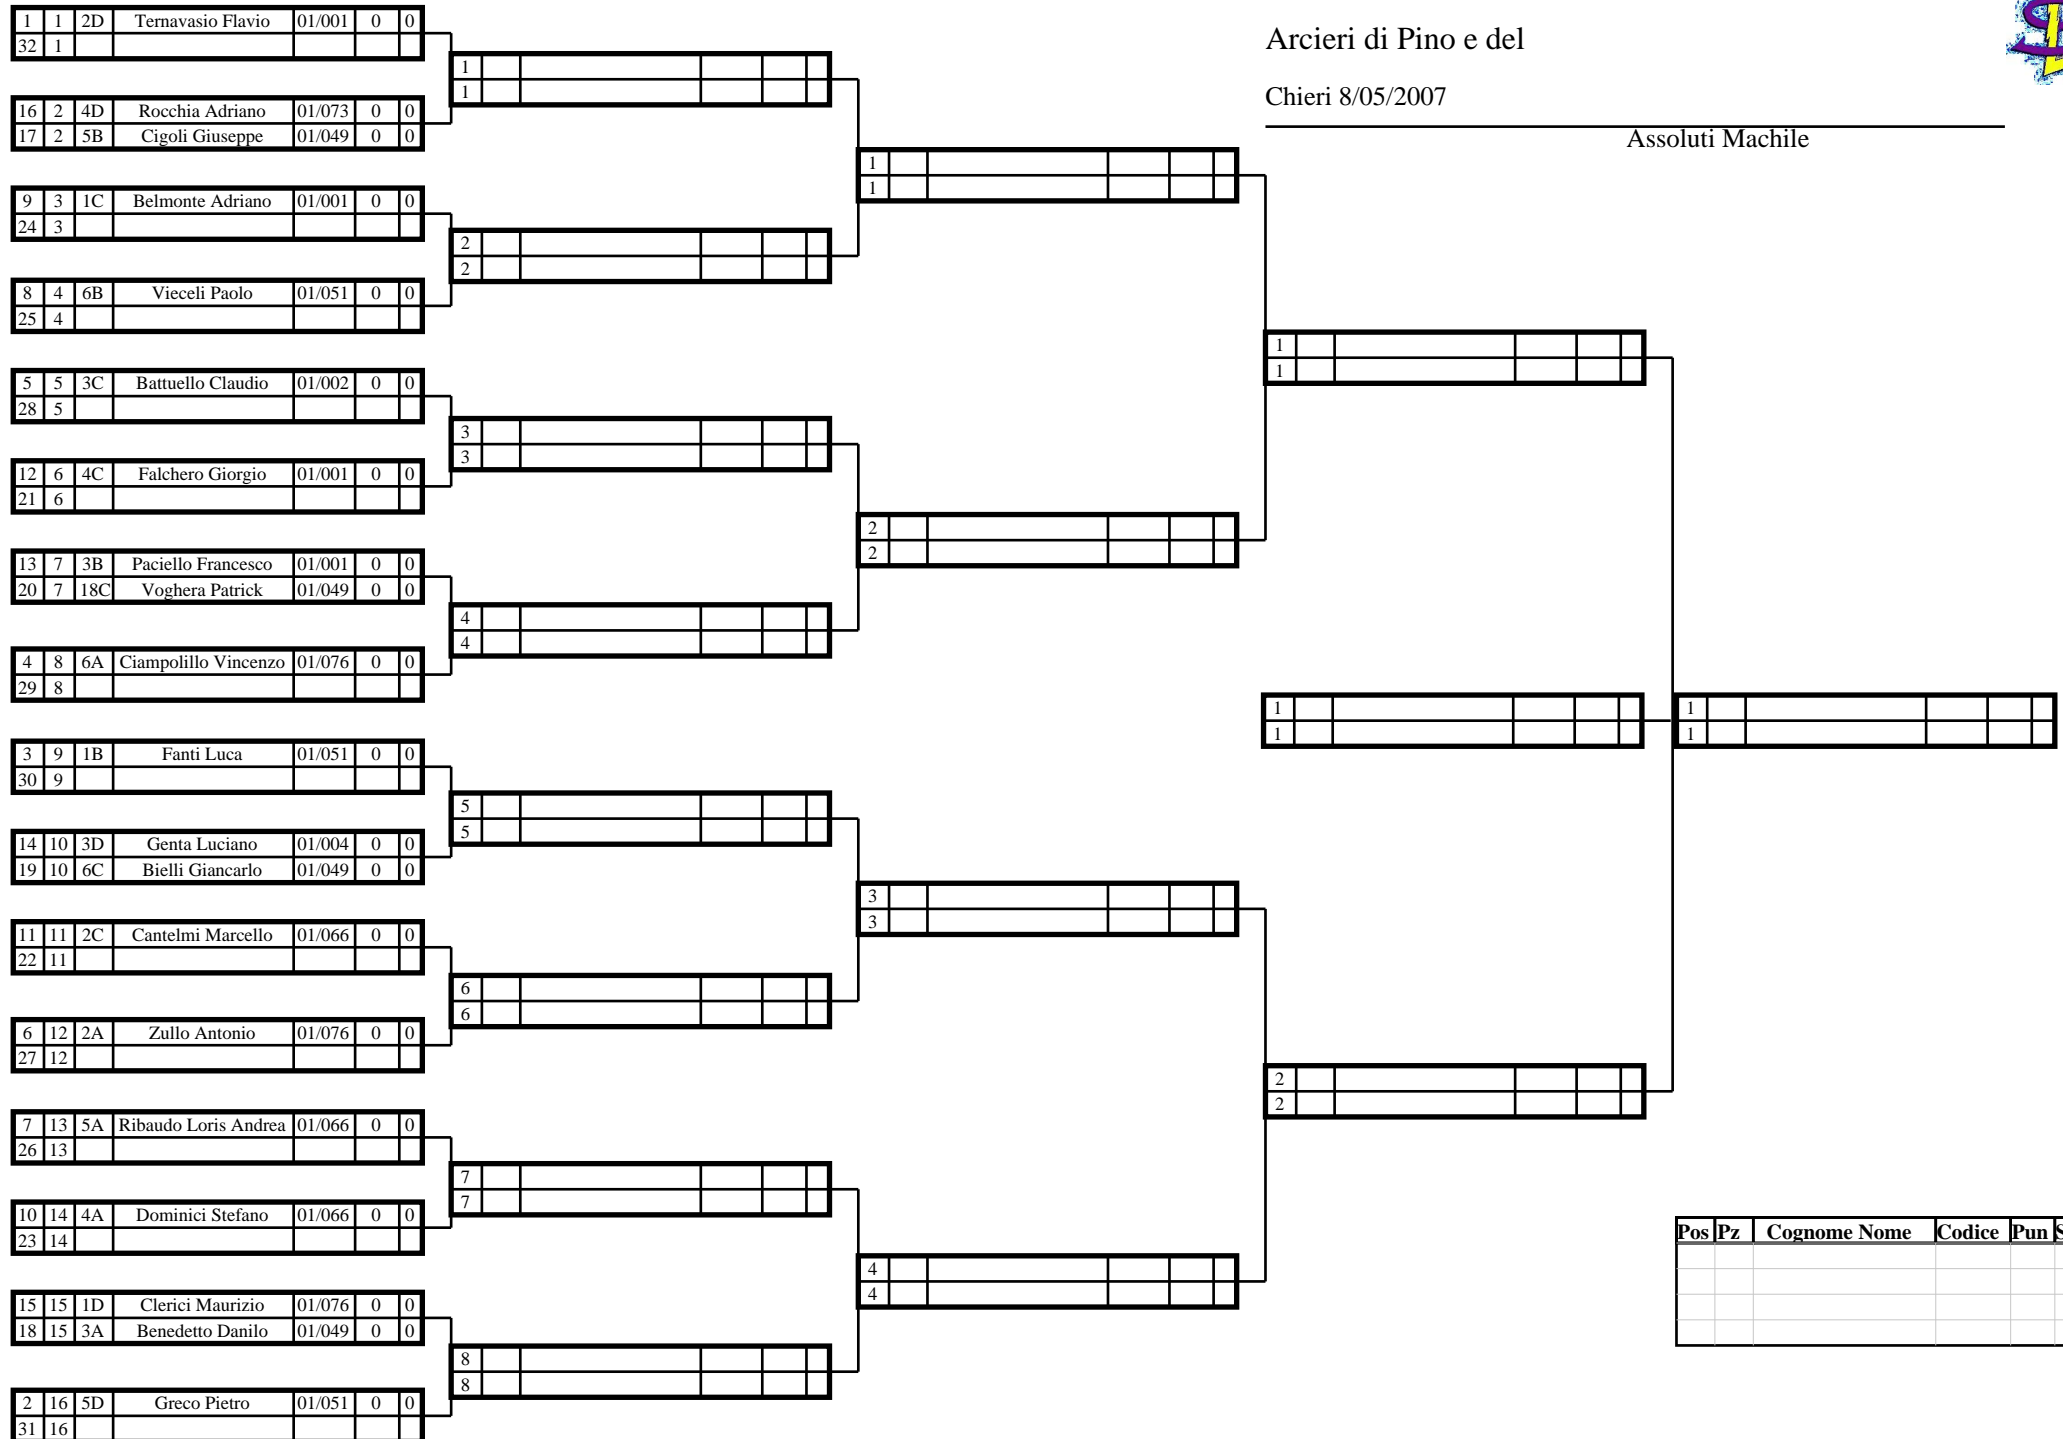 Arcieri di Pino e del
Chieri 8/05/2007
Assoluti Machile
1 1 2D Ternavasio Flavio 01/001 0 0
32 1
16 2 4D Rocchia Adriano 01/073 0 0
17 2 5B Cigoli Giuseppe 01/049 0 0
9 3 1C Belmonte Adriano 01/001 0 0
24 3
8 4 6B Vieceli Paolo 01/051 0 0
25 4
5 5 3C Battuello Claudio 01/002 0 0
28 5
12 6 4C Falchero Giorgio 01/001 0 0
21 6
13 7 3B Paciello Francesco 01/001 0 0
20 7 18C Voghera Patrick 01/049 0 0
4 8 6A Ciampolillo Vincenzo 01/076 0 0
29 8
3 9 1B Fanti Luca 01/051 0 0
30 9
14 10 3D Genta Luciano 01/004 0 0
19 10 6C Bielli Giancarlo 01/049 0 0
11 11 2C Cantelmi Marcello 01/066 0 0
22 11
6 12 2A Zullo Antonio 01/076 0 0
27 12
7 13 5A Ribaudo Loris Andrea 01/066 0 0
26 13
10 14 4A Dominici Stefano 01/066 0 0
23 14
15 15 1D Clerici Maurizio 01/076 0 0
18 15 3A Benedetto Danilo 01/049 0 0
2 16 5D Greco Pietro 01/051 0 0
31 16
1
1
2
2
3
3
4
4
5
5
6
6
7
7
8
8
1
1
2
2
3
3
4
4
1
1
2
2
1
1
1
1
Pos Pz Cognome Nome Codice Pun S